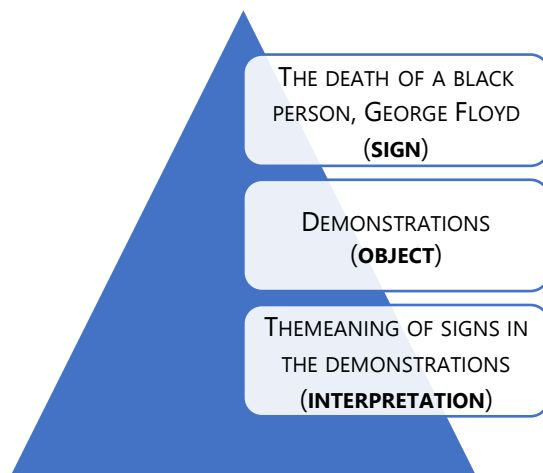 THE DEATH OF A BLACK
PERSON, GEORGE FLOYD
(SIGN)
DEMONSTRATIONS
(OBJECT)
THEMEANING OF SIGNS IN
THE DEMONSTRATIONS
(INTERPRETATION)